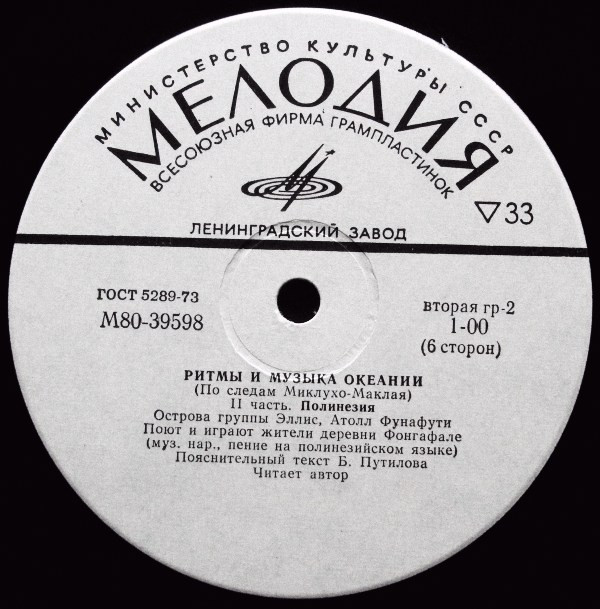 МИНИСТЕРСТВО КУЛЬТУРЫ СССР
МЕЛОДИЯ
ВСЕСОЮЗНАЯ ФИРМА ГРАМПЛАСТИНОК
▽33
ЛЕНИНГРАДСКИЙ ЗАВОД
ГОСТ 5289-73
М80-39598
вторая гр-2
1-00
(6 сторон)
РИТМЫ И МУЗЫКА ОКЕАНИИ
(По следам Миклухо-Маклая)
II часть. Полинезия
Острова группы Эллис, Атолл Фунафути
Поют и играют жители деревни Фонгафале
(муз. нар., пение на полинезийском языке)
Пояснительный текст Б. Путилова
Читает автор